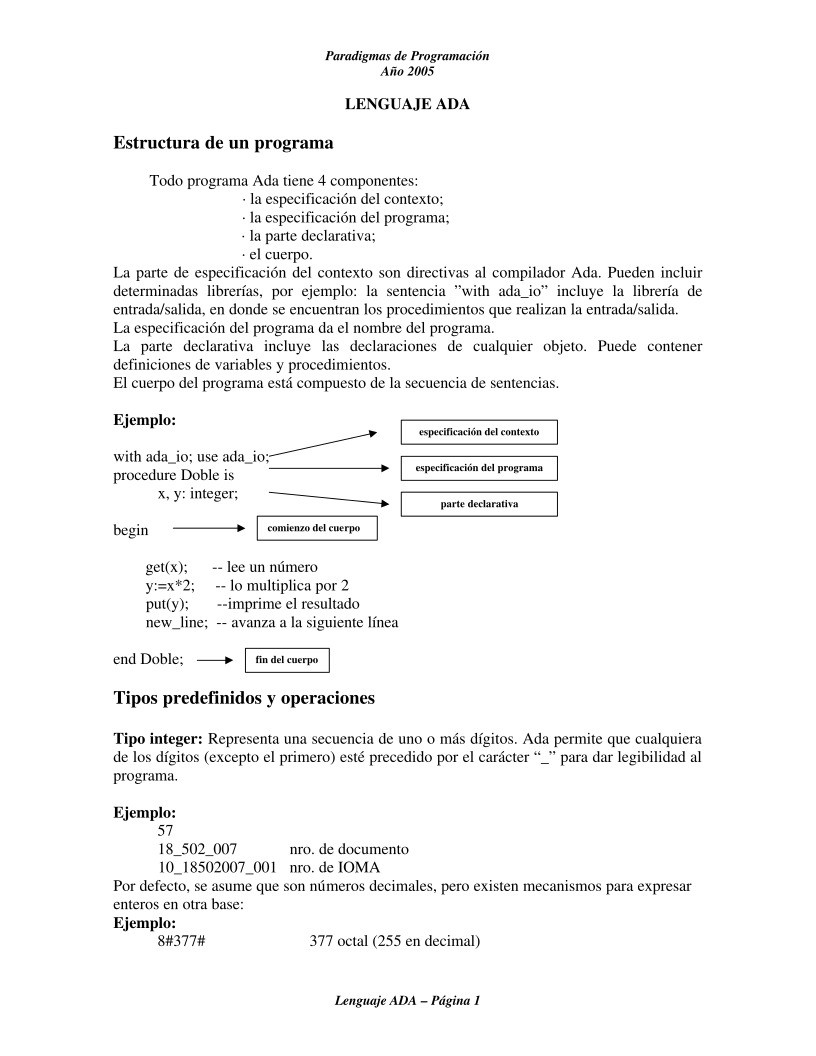 Paradigmas de Programación
Año 2005
LENGUAJE ADA
Estructura de un programa
Todo programa Ada tiene 4 componentes:
· la especificación del contexto;
· la especificación del programa;
· la parte declarativa;
· el cuerpo.
La parte de especificación del contexto son directivas al compilador Ada. Pueden incluir
determinadas librerías, por ejemplo: la sentencia ”with ada_io” incluye la librería de
entrada/salida, en donde se encuentran los procedimientos que realizan la entrada/salida.
La especificación del programa da el nombre del programa.
La parte declarativa incluye las declaraciones de cualquier objeto. Puede contener
definiciones de variables y procedimientos.
El cuerpo del programa está compuesto de la secuencia de sentencias.
Ejemplo:
especificación del contexto
with ada_io; use ada_io;
procedure Doble is
especificación del programa
x, y: integer;
parte declarativa
begin
comienzo del cuerpo
get(x); -- lee un número
y:=x*2; -- lo multiplica por 2
put(y); --imprime el resultado
new_line; -- avanza a la siguiente línea
end Doble;
fin del cuerpo
Tipos predefinidos y operaciones
Tipo integer: Representa una secuencia de uno o más dígitos. Ada permite que cualquiera
de los dígitos (excepto el primero) esté precedido por el carácter “_” para dar legibilidad al
programa.
Ejemplo:
57
18_502_007 nro. de documento
10_18502007_001 nro. de IOMA
Por defecto, se asume que son números decimales, pero existen mecanismos para expresar
enteros en otra base:
Ejemplo:
8#377# 377 octal (255 en decimal)
Lenguaje ADA – Página 1